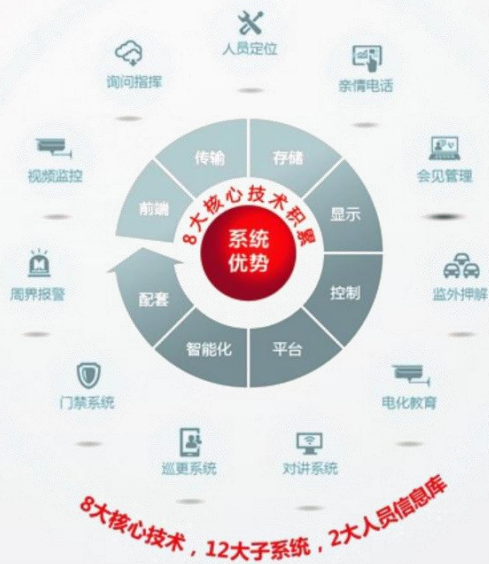 人员定位
询问指挥
亲情电话
视频监控
会见管理
周界报警
监外押解
门禁系统
电化教育
巡更系统
对讲系统
前端
传输
存储
显示
控制
平台
智能化
配套
8大核心技术积累
系统
优势
8大核心技术，12大子系统，2大人员信息库